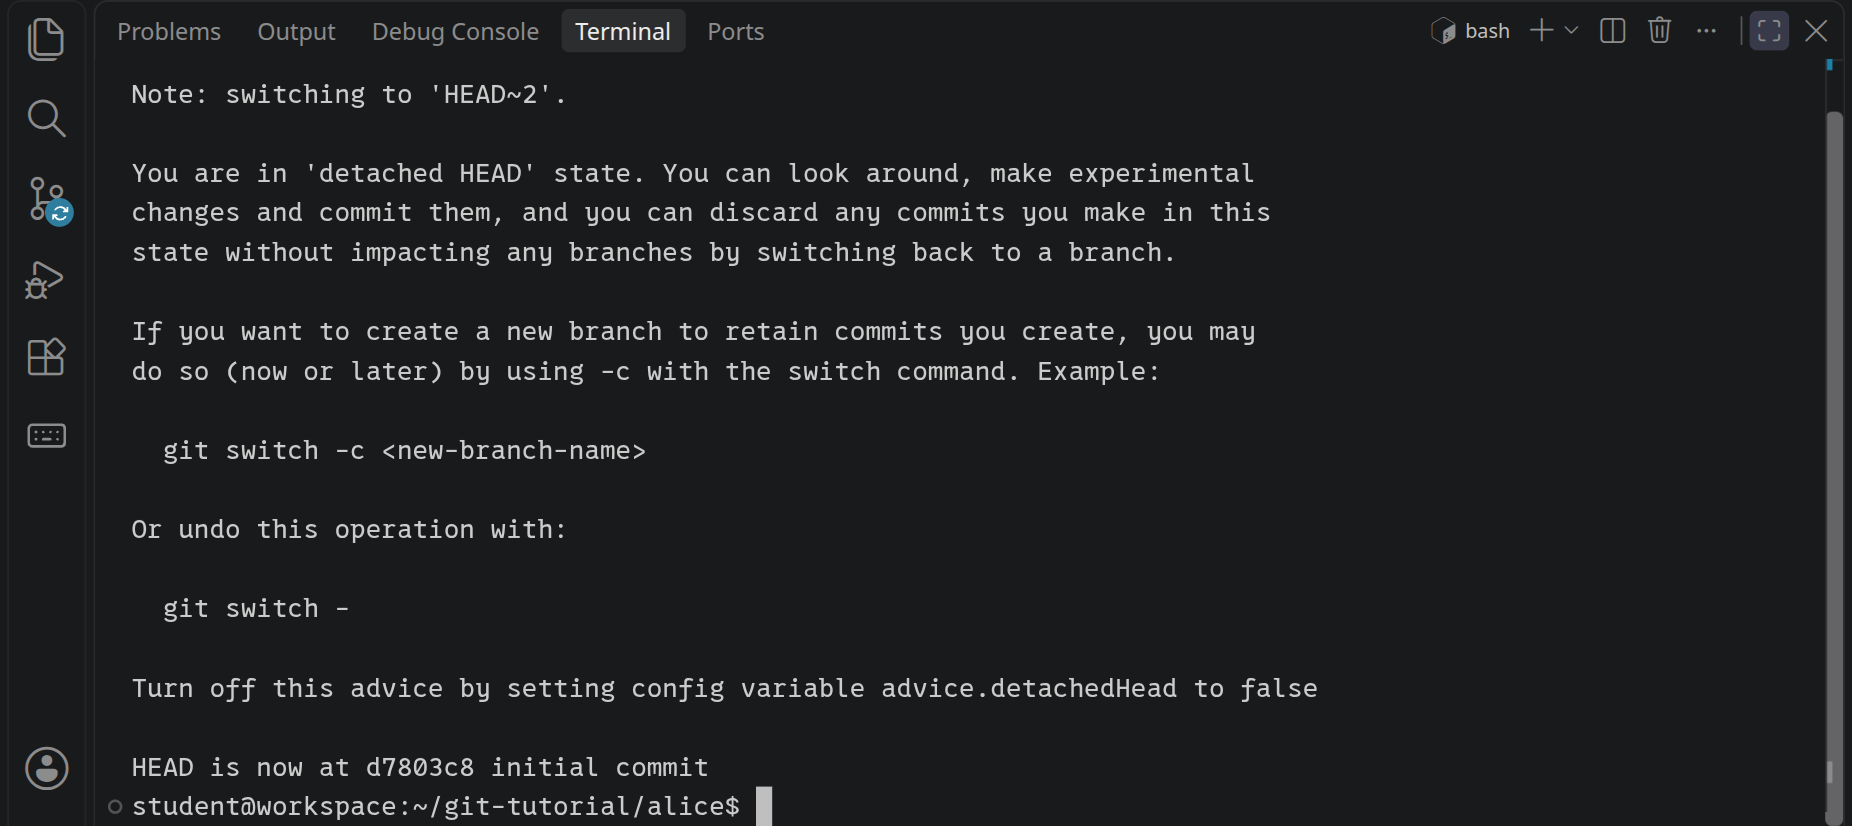 Problems Output Debug Console Terminal Ports bash
Note: switching to 'HEAD~2'.
You are in 'detached HEAD' state. You can look around, make experimental
changes and commit them, and you can discard any commits you make in this
state without impacting any branches by switching back to a branch.
If you want to create a new branch to retain commits you create, you may
do so (now or later) by using -c with the switch command. Example:
git switch -c <new-branch-name>
Or undo this operation with:
git switch -
Turn off this advice by setting config variable advice.detachedHead to false
HEAD is now at d7803c8 initial commit
student@workspace:~/git-tutorial/alice$